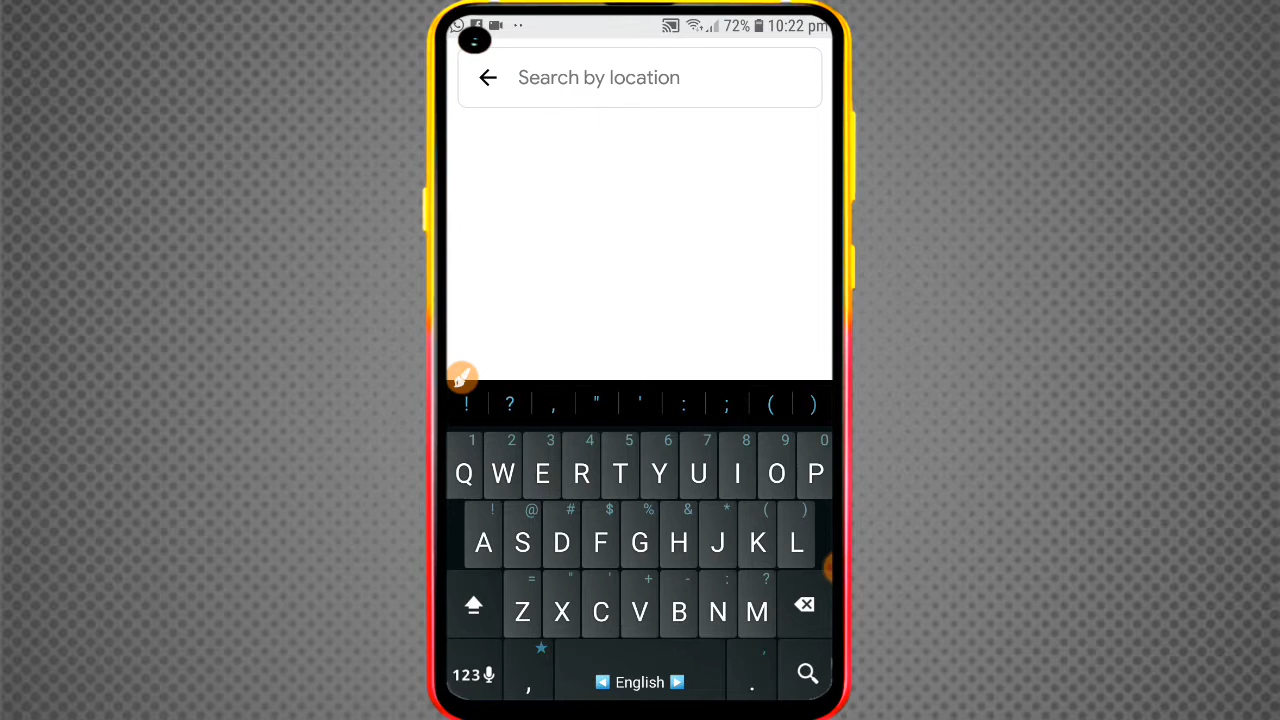 72% 10:22 pm
Search by location
! ? , " ' : ; ( )
1 2 3 4 5 6 7 8 9 0
Q W E R T Y U I O P
! @ # $ % & * ( )
A S D F G H J K L
= " ' + - : ?
Z X C V B N M
123 , English . '